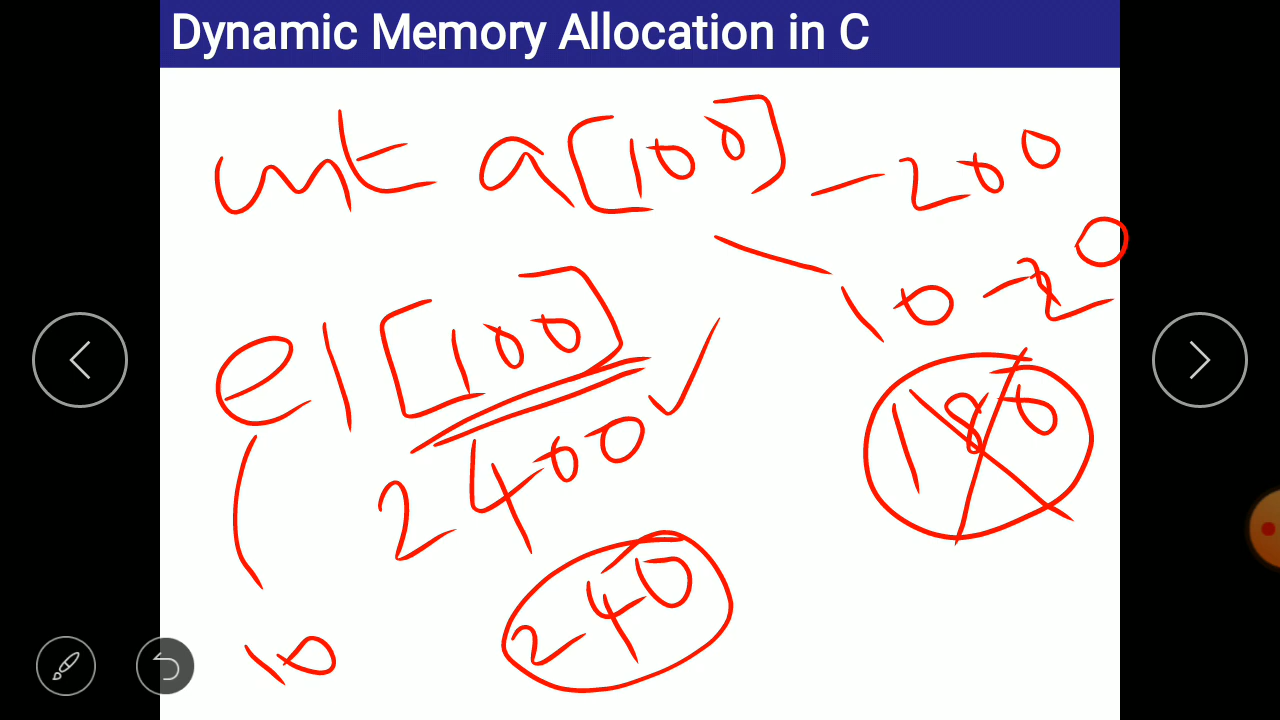 Dynamic Memory Allocation in C
int a[100] - 200
10 - 20
e1[100]
180
2400
240
10